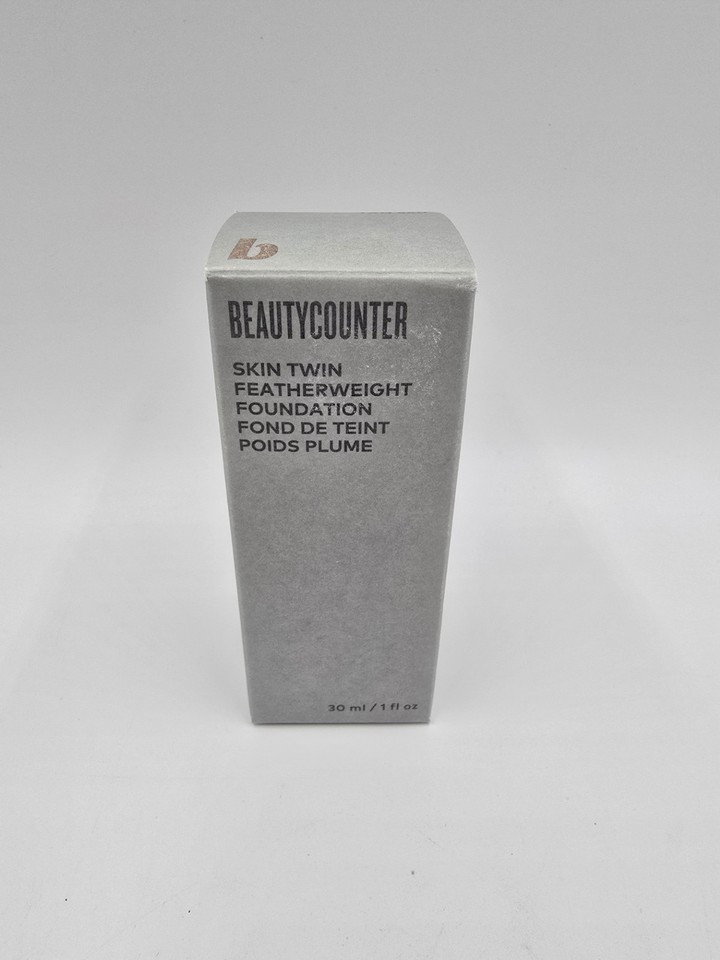 b
BEAUTYCOUNTER
SKIN TWIN
FEATHERWEIGHT
FOUNDATION
FOND DE TEINT
POIDS PLUME
30 ml / 1 fl oz